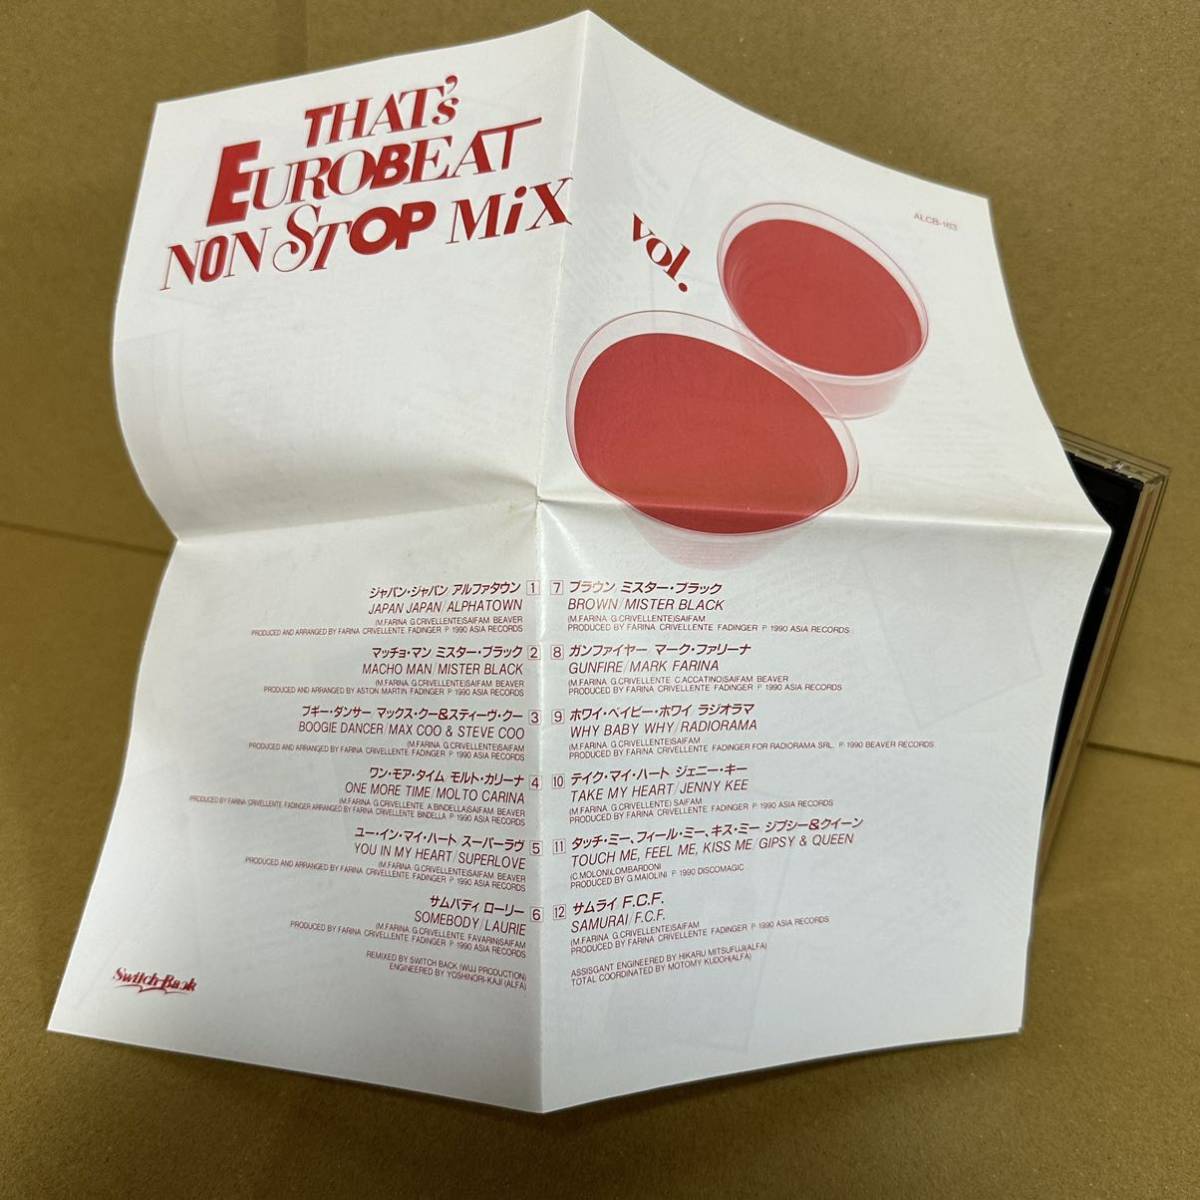 THAT's
EUROBEAT
NON STOP MiX
vol.
ALCB-163
ジャパン・ジャパン/アルファタウン 1
JAPAN JAPAN/ALPHATOWN
(M.FARINA G.CRIVELLENTE)SAIFAM BEAVER
PRODUCED AND ARRANGED BY FARINA CRIVELLENTE FADINGER P 1990 ASIA RECORDS
マッチョ・マン/ミスター・ブラック 2
MACHO MAN/MISTER BLACK
(M.FARINA G.CRIVELLENTE)SAIFAM BEAVER
PRODUCED AND ARRANGED BY ASTON MARTIN FADINGER P 1990 ASIA RECORDS
ブギー・ダンサー/マックス・クー&スティーヴ・クー 3
BOOGIE DANCER/MAX COO & STEVE COO
(M.FARINA G.CRIVELLENTE)SAIFAM
PRODUCED AND ARRANGED BY FARINA CRIVELLENTE FADINGER P 1990 ASIA RECORDS
ワン・モア・タイム/モルト・カリーナ 4
ONE MORE TIME/MOLTO CARINA
(M.FARINA G.CRIVELLENTE A.BINDELLA)SAIFAM BEAVER
PRODUCED BY FARINA CRIVELLENTE FADINGER ARRANGED BY FARINA CRIVELLENTE BINDELLA P 1990 ASIA RECORDS
ユー・イン・マイ・ハート/スーパーラヴ 5
YOU IN MY HEART/SUPERLOVE
(M.FARINA G.CRIVELLENTE)SAIFAM BEAVER
PRODUCED AND ARRANGED BY FARINA CRIVELLENTE FADINGER P 1990 ASIA RECORDS
サムバディ/ローリー 6
SOMEBODY/LAURIE
(M.FARINA G.CRIVELLENTE FAVARINI)SAIFAM
PRODUCED BY FARINA CRIVELLENTE FADINGER P 1990 ASIA RECORDS
REMIXED BY SWITCH BACK (WUJ PRODUCTION)
ENGINEERED BY YOSHINORI-KAJI (ALFA)
Switch-Back
7 ブラウン/ミスター・ブラック
BROWN/MISTER BLACK
(M.FARINA G.CRIVELLENTE)SAIFAM
PRODUCED BY FARINA CRIVELLENTE FADINGER P 1990 ASIA RECORDS
8 ガンファイヤー/マーク・ファリーナ
GUNFIRE/MARK FARINA
(M.FARINA G.CRIVELLENTE C.ACCATINO)SAIFAM BEAVER
PRODUCED BY FARINA CRIVELLENTE FADINGER P 1990 ASIA RECORDS
9 ホワイ・ベイビー・ホワイ/ラジオラマ
WHY BABY WHY/RADIORAMA
(M.FARINA G.CRIVELLENTE)SAIFAM
PRODUCED BY FARINA CRIVELLENTE FADINGER FOR RADIORAMA SRL. P 1990 BEAVER RECORDS
10 テイク・マイ・ハート/ジェニー・キー
TAKE MY HEART/JENNY KEE
(M.FARINA G.CRIVELLENTE) SAIFAM
PRODUCED BY FARINA CRIVELLENTE FADINGER P 1990 ASIA RECORDS
11 タッチ・ミー、フィール・ミー、キス・ミー/ジプシー&クイーン
TOUCH ME, FEEL ME, KISS ME/GIPSY & QUEEN
(C.MOLONI/LOMBARDONI)
PRODUCED BY G.MAIOLINI P 1990 DISCOMAGIC
12 サムライ/F.C.F.
SAMURAI/F.C.F.
(M.FARINA G.CRIVELLENTE)SAIFAM
PRODUCED BY FARINA CRIVELLENTE FADINGER P 1990 ASIA RECORDS
ASSISGANT ENGINEERED BY HIKARU MITSUFUJI(ALFA)
TOTAL COORDINATED BY MOTOMY KUDOH(ALFA)